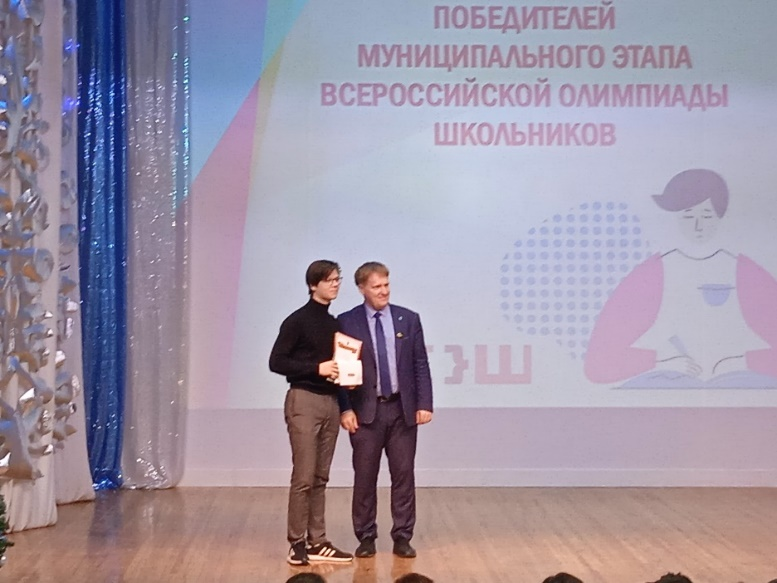 ПОБЕДИТЕЛЕЙ
МУНИЦИПАЛЬНОГО ЭТАПА
ВСЕРОССИЙСКОЙ ОЛИМПИАДЫ
ШКОЛЬНИКОВ
}Ш